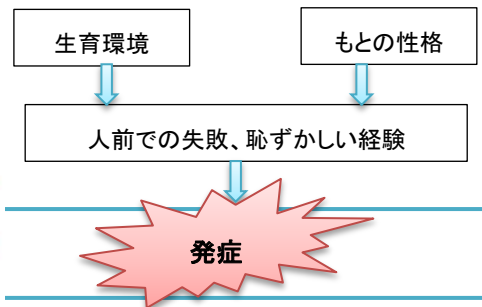 生育環境
もとの性格
人前での失敗、恥ずかしい経験
発症